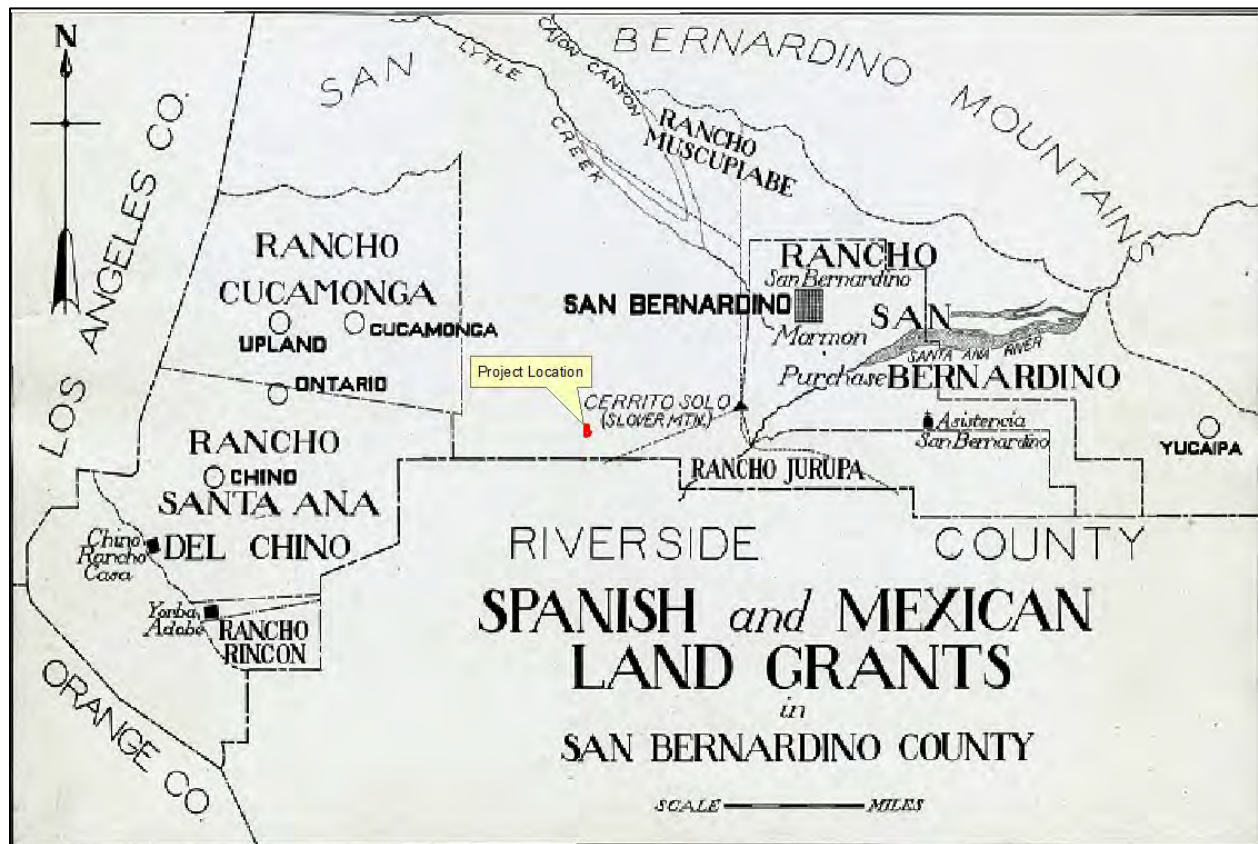 N
LOS ANGELES CO.
SAN
BERNARDINO
MOUNTAINS
LYTLE
CREEK
CAJON CANYON
RANCHO
MUSCUPIABE
RANCHO
CUCAMONGA
UPLAND
CUCAMONGA
ONTARIO
RANCHO
San Bernardino
SAN BERNARDINO
Mormon
SAN
SANTA ANA RIVER
Purchase
BERNARDINO
Project Location
CERRITO SOLO
(SLOVER MTN.)
Asistencia
San Bernardino
YUCAIPA
RANCHO
CHINO
SANTA ANA
DEL CHINO
RANCHO JURUPA
Chino
Rancho
Casa
Yorba
Adobe
RANCHO
RINCON
RIVERSIDE COUNTY
ORANGE CO
SPANISH and MEXICAN
LAND GRANTS
in
SAN BERNARDINO COUNTY
SCALE MILES